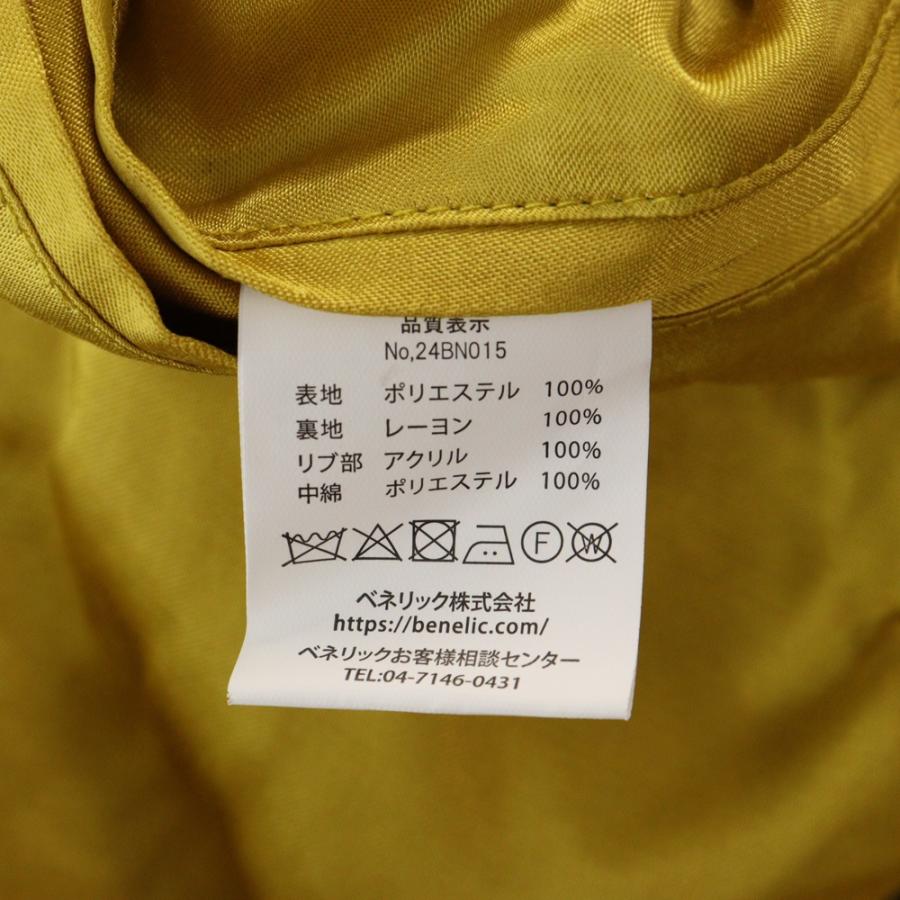 品質表示
No,24BN015
表地 ポリエステル 100%
裏地 レーヨン 100%
リブ部 アクリル 100%
中綿 ポリエステル 100%
F W
ベネリック株式会社
https://benelic.com/
ベネリックお客様相談センター
TEL:04-7146-0431